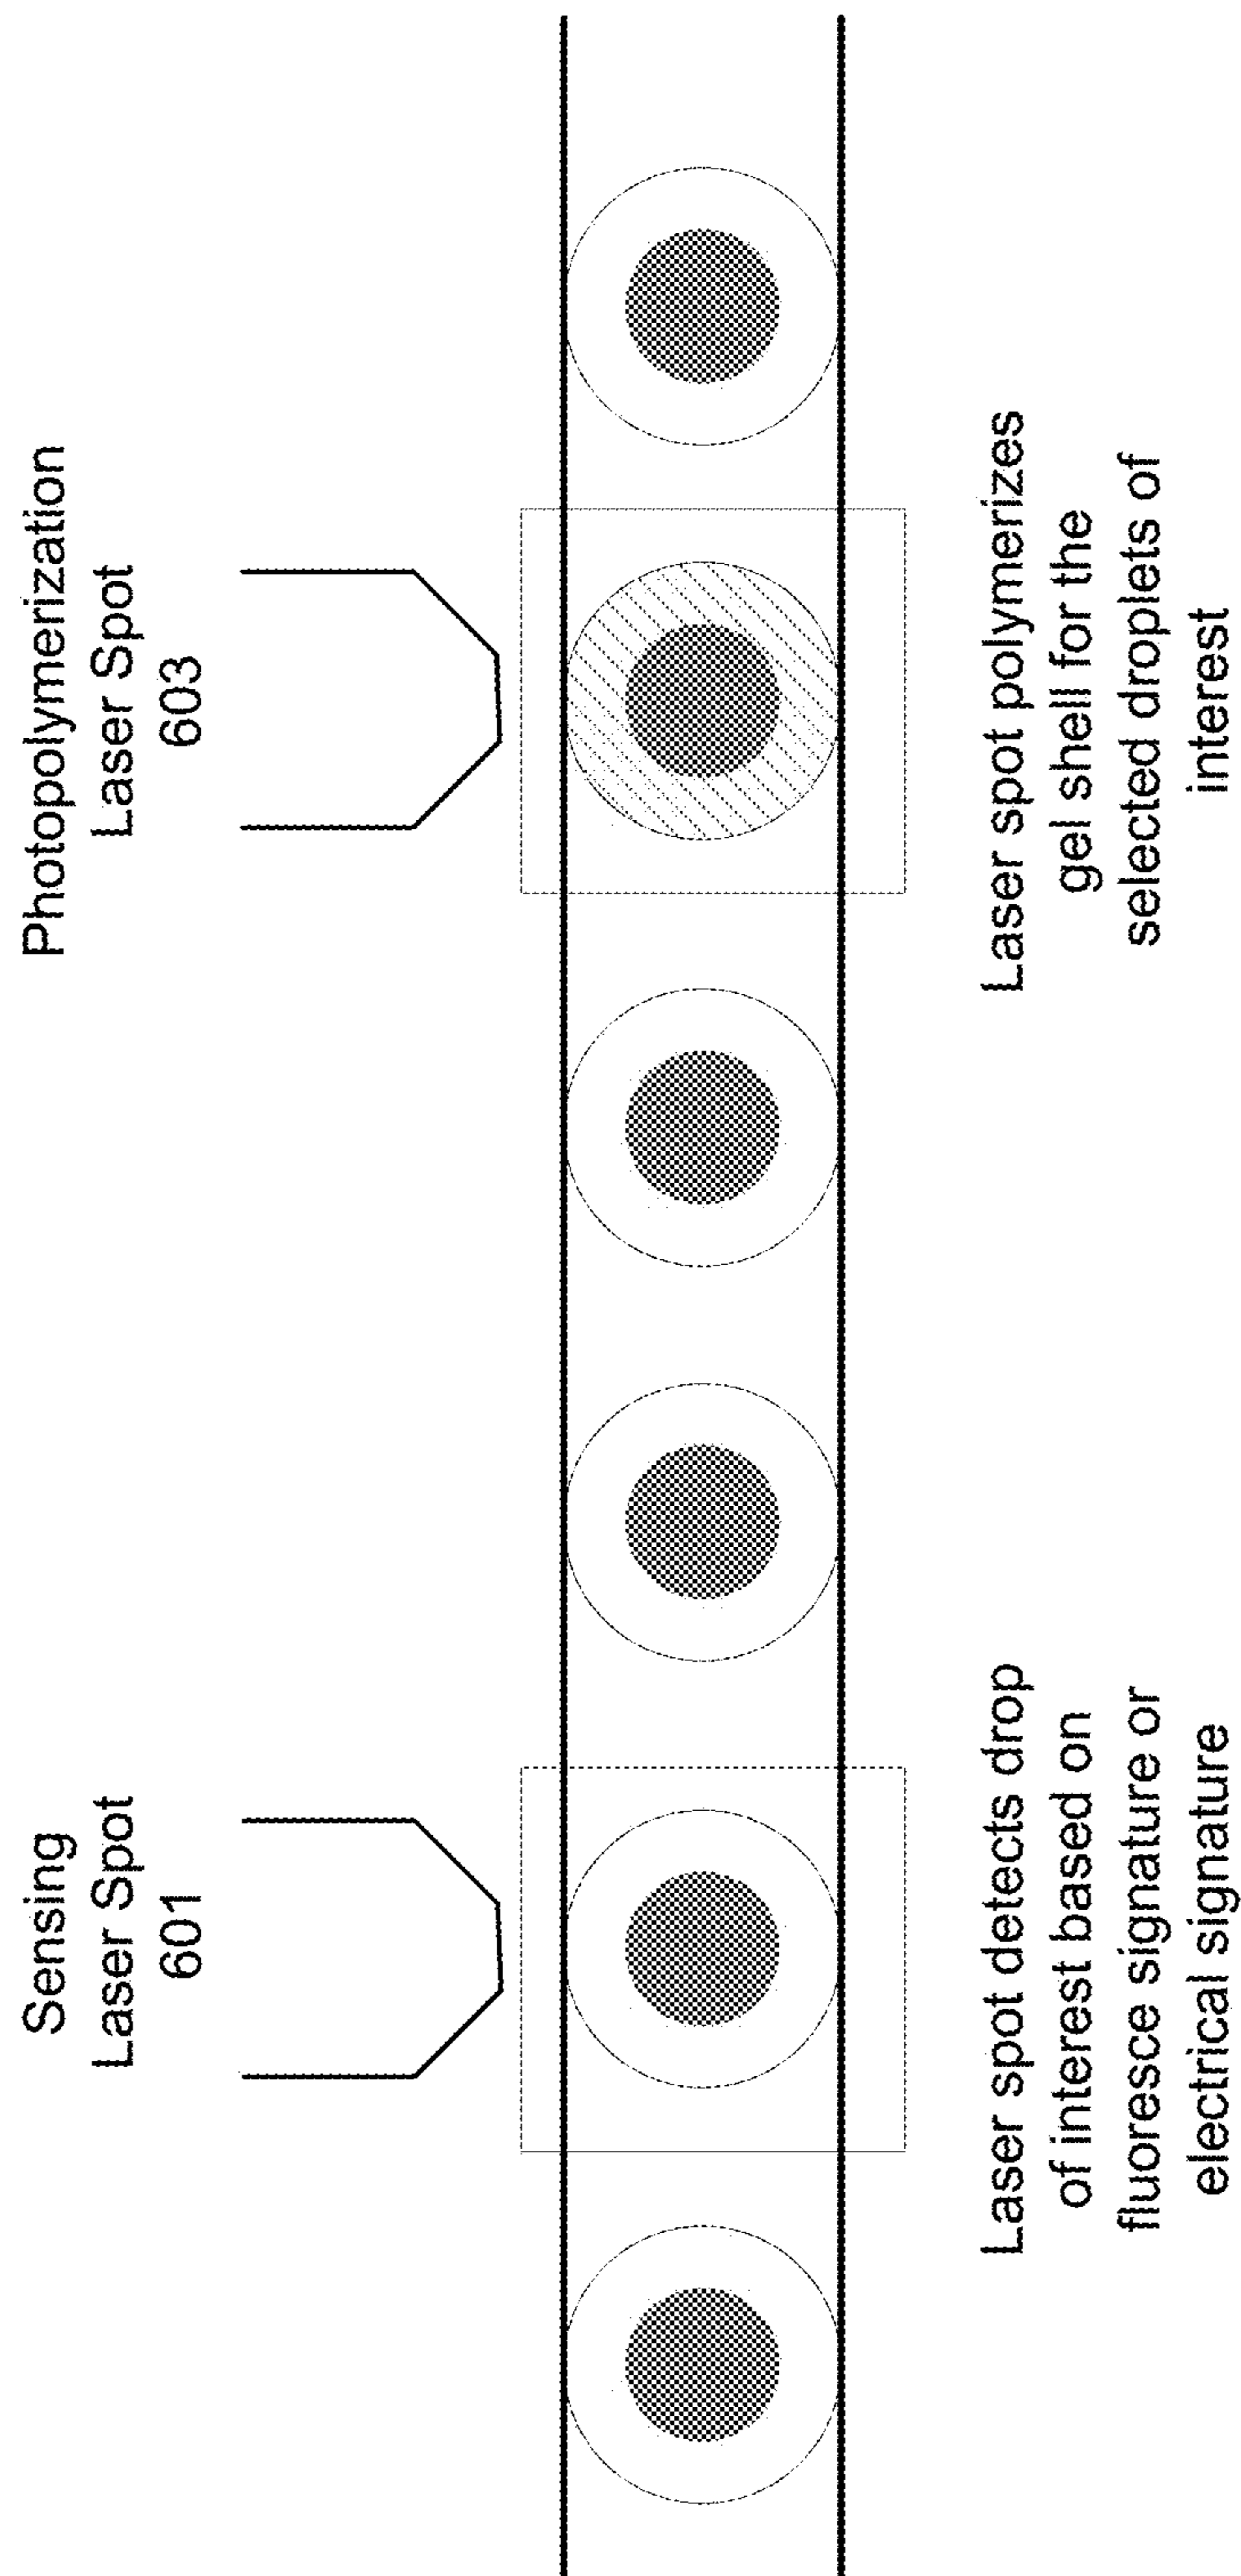 Sensing
Laser Spot
601
Photopolymerization
Laser Spot
603
Laser spot detects drop
of interest based on
fluoresce signature or
electrical signature
Laser spot polymerizes
gel shell for the
selected droplets of
interest